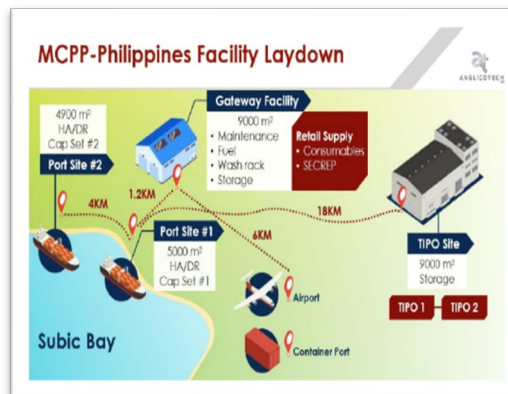 MCPP-Philippines Facility Laydown
ANGLICOTECH
4900 m²
HA/DR
Cap Set #2
Port Site #2
Gateway Facility
9000 m²
• Maintenance
• Fuel
• Wash rack
• Storage
Retail Supply
• Consumables
• SECREP
4KM
1.2KM
18KM
6KM
Port Site #1
5000 m²
HA/DR
Cap Set #1
TIPO Site
9000 m²
Storage
TIPO 1
TIPO 2
Airport
Container Port
Subic Bay